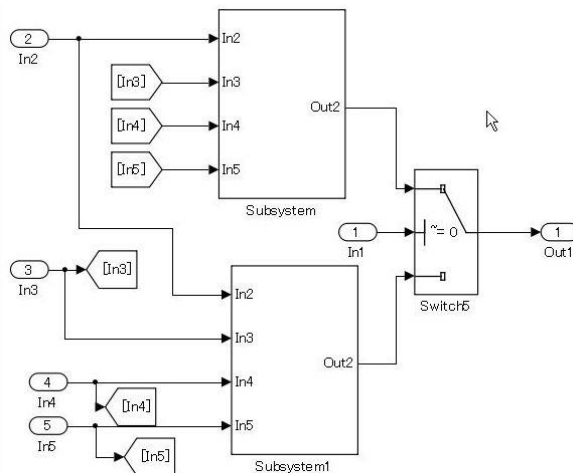 2
In2
In2
[In3]
In3
[In4]
In4
[In5]
In5
Out2
Subsystem
1
In1
~= 0
Switch5
1
Out1
3
In3
[In3]
In2
In3
4
In4
[In4]
In4
5
In5
[In5]
In5
Out2
Subsystem1